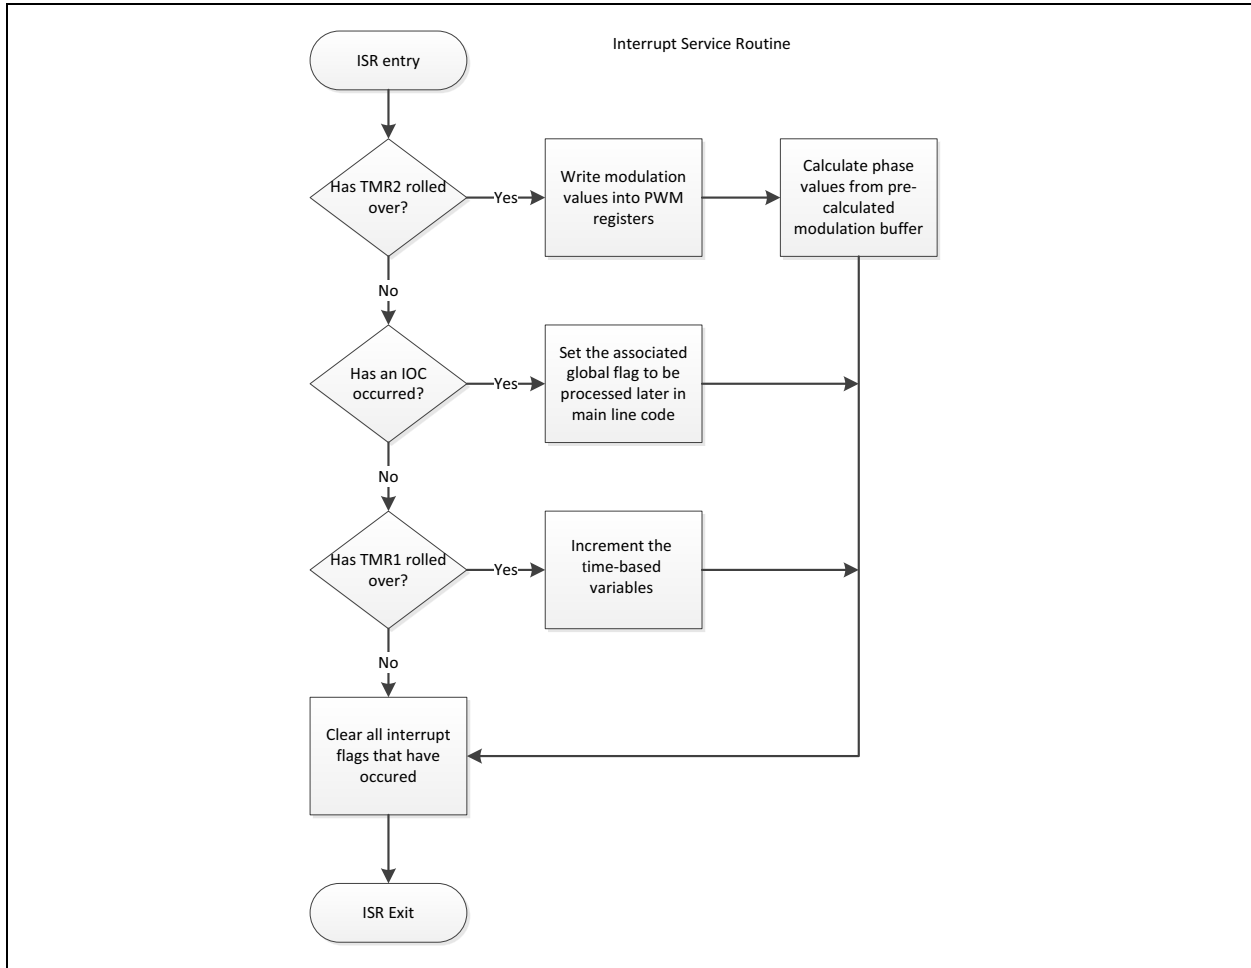 Interrupt Service Routine
ISR entry
Has TMR2 rolled
over?
Yes
Write modulation
values into PWM
registers
Calculate phase
values from pre-
calculated
modulation buffer
No
Has an IOC
occurred?
Yes
Set the associated
global flag to be
processed later in
main line code
No
Has TMR1 rolled
over?
Yes
Increment the
time-based
variables
No
Clear all interrupt
flags that have
occured
ISR Exit